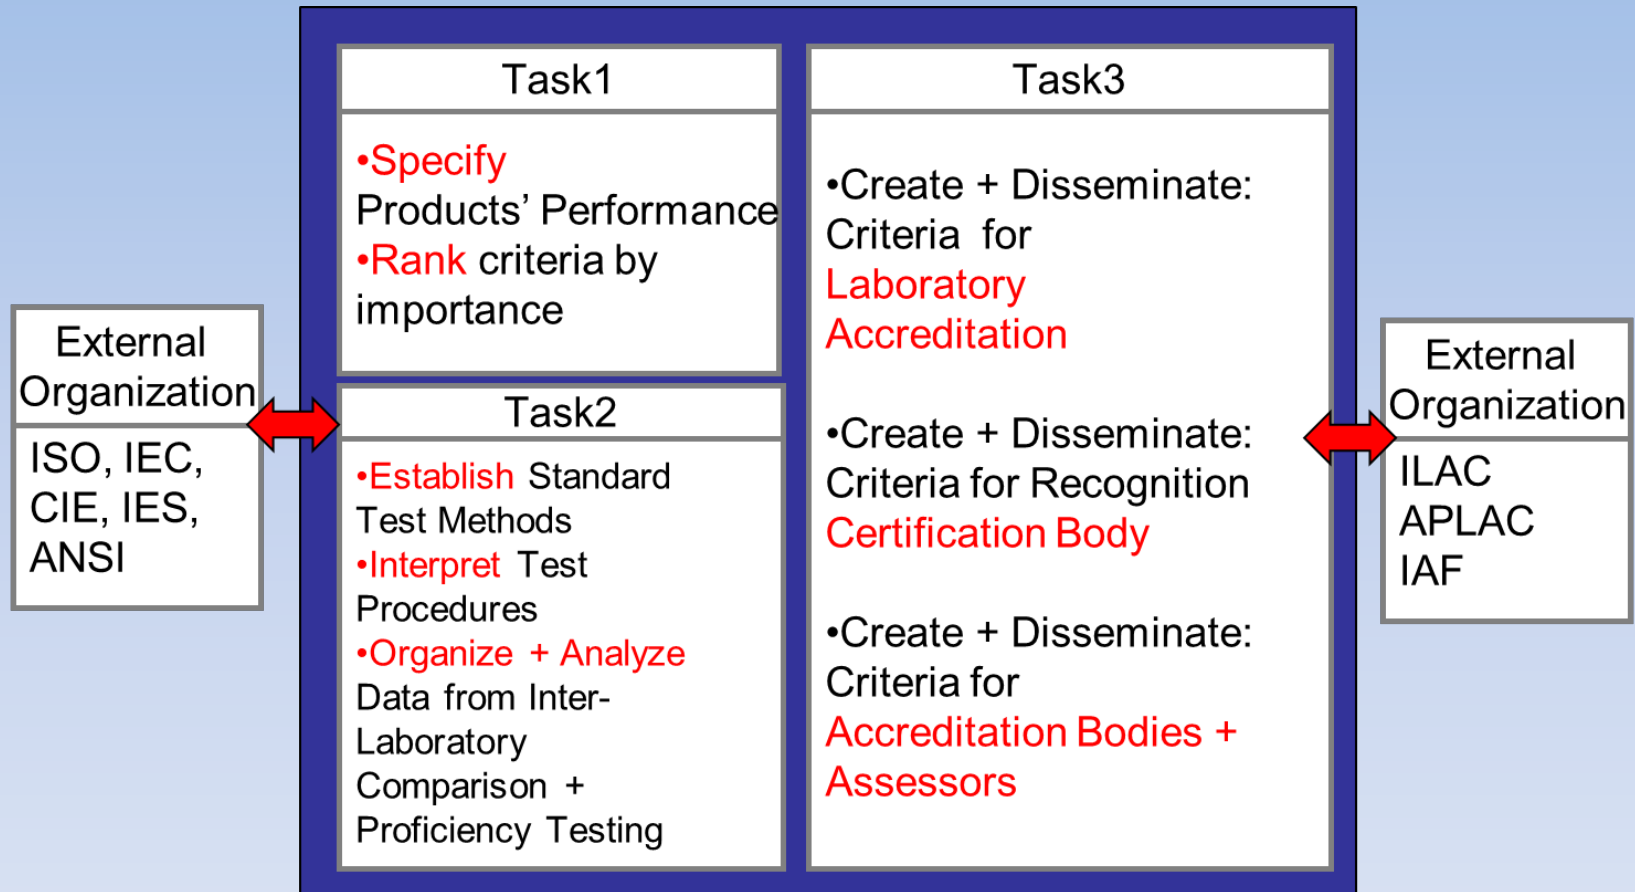 External
Organization
ISO, IEC,
CIE, IES,
ANSI
Task1
•Specify
Products’ Performance
•Rank criteria by
importance
Task2
•Establish Standard
Test Methods
•Interpret Test
Procedures
•Organize + Analyze
Data from Inter-
Laboratory
Comparison +
Proficiency Testing
Task3
•Create + Disseminate:
Criteria for
Laboratory
Accreditation
•Create + Disseminate:
Criteria for Recognition
Certification Body
•Create + Disseminate:
Criteria for
Accreditation Bodies +
Assessors
External
Organization
ILAC
APLAC
IAF